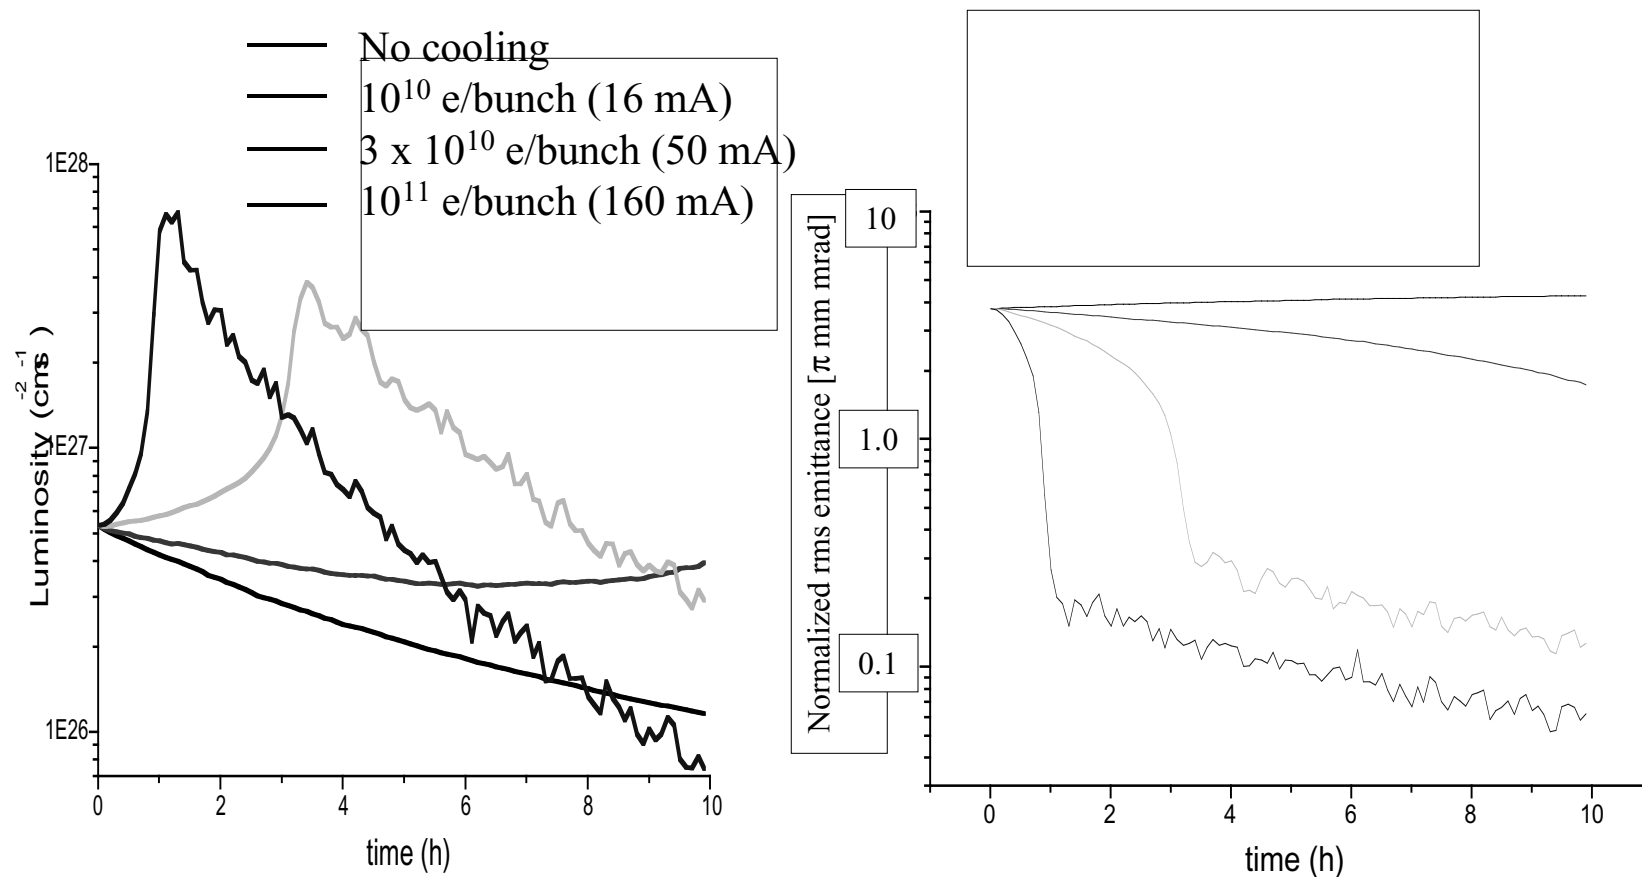 No cooling
10¹⁰ e/bunch (16 mA)
3 x 10¹⁰ e/bunch (50 mA)
10¹¹ e/bunch (160 mA)
1E28
1E27
1E26
Luminosity (cm⁻² s⁻¹)
0 2 4 6 8 10
time (h)
Normalized rms emittance [π mm mrad]
10
1.0
0.1
0 2 4 6 8 10
time (h)